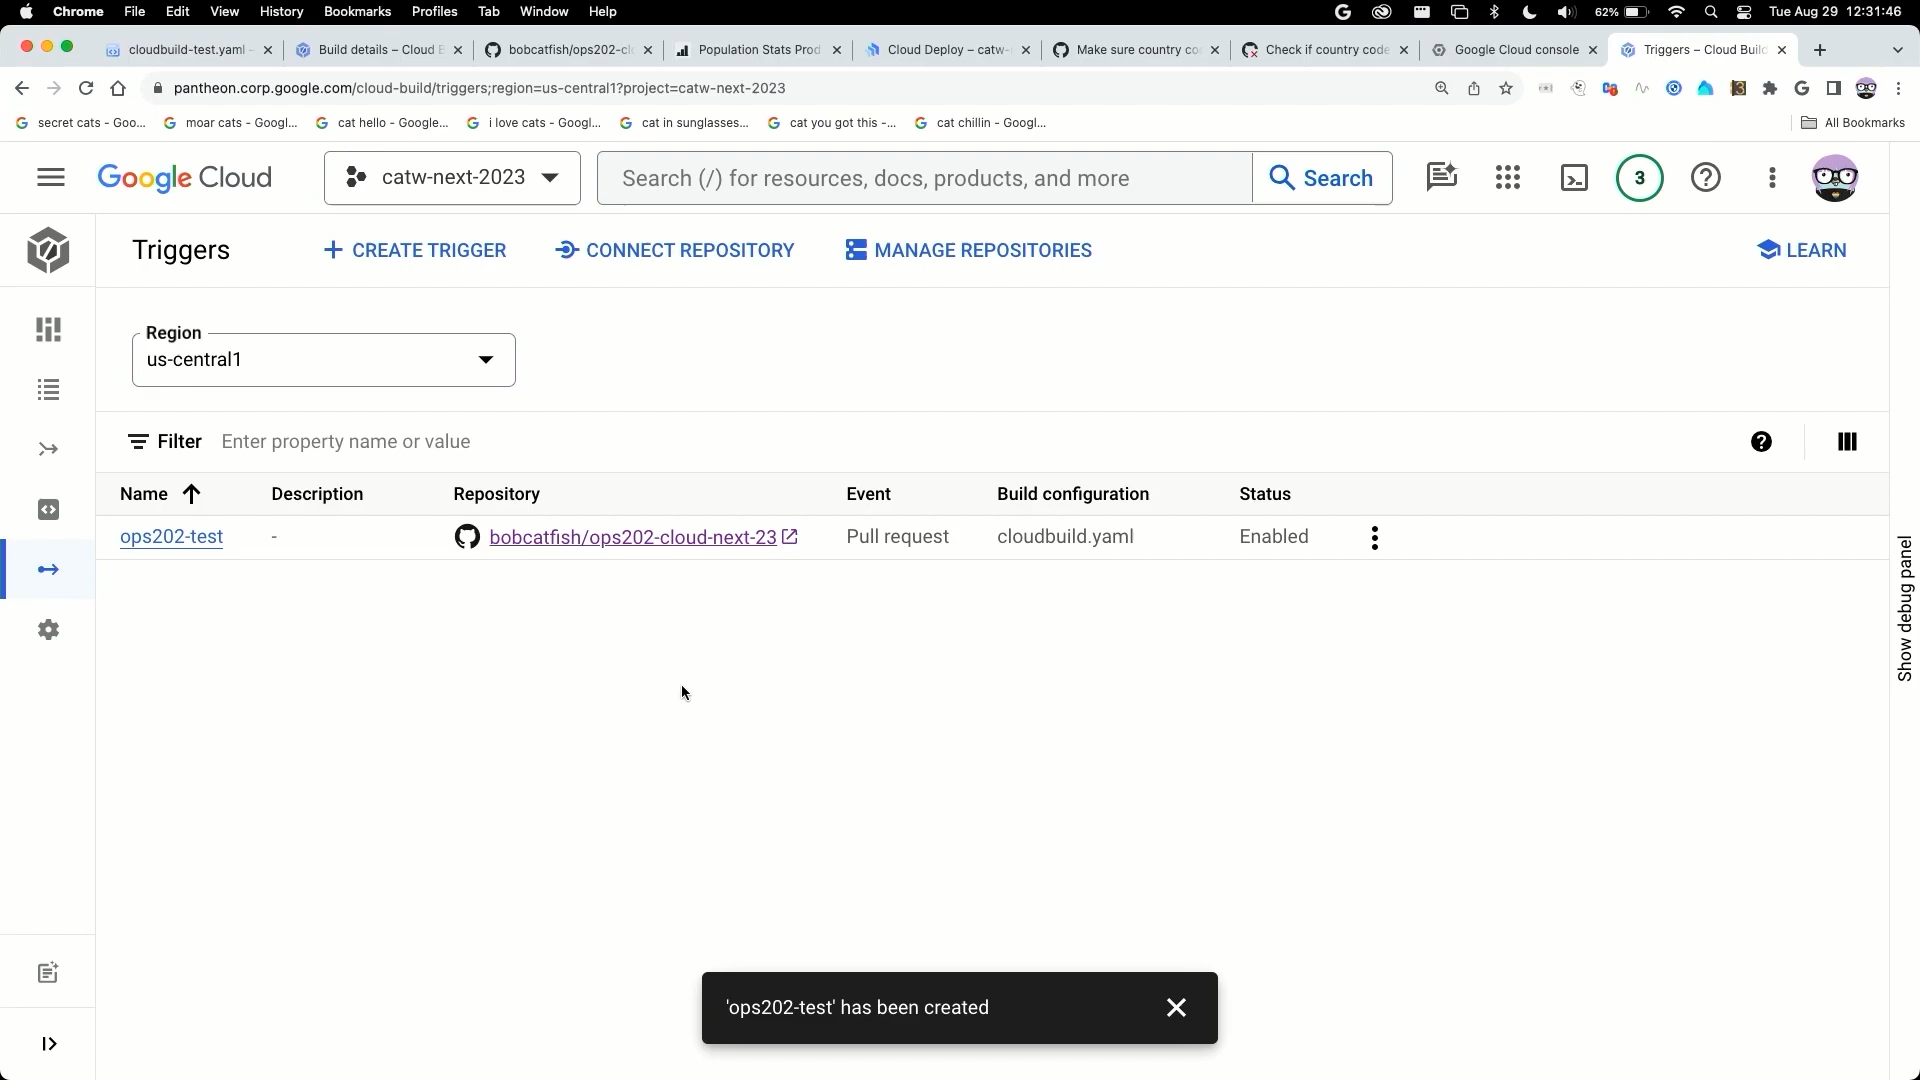 Chrome File Edit View History Bookmarks Profiles Tab Window Help 62% Tue Aug 29 12:31:46
cloudbuild-test.yaml - Build details – Cloud B bobcatfish/ops202-cl Population Stats Prod Cloud Deploy – catw- Make sure country co Check if country code Google Cloud console Triggers – Cloud Build
pantheon.corp.google.com/cloud-build/triggers;region=us-central1?project=catw-next-2023
secret cats - Goo... moar cats - Googl... cat hello - Google... i love cats - Googl... cat in sunglasses... cat you got this -... cat chillin - Googl... All Bookmarks
Google Cloud catw-next-2023 Search (/) for resources, docs, products, and more Search 3
Triggers CREATE TRIGGER CONNECT REPOSITORY MANAGE REPOSITORIES LEARN
Region
us-central1
Filter Enter property name or value
Name Description Repository Event Build configuration Status
ops202-test - bobcatfish/ops202-cloud-next-23 Pull request cloudbuild.yaml Enabled
Show debug panel
'ops202-test' has been created